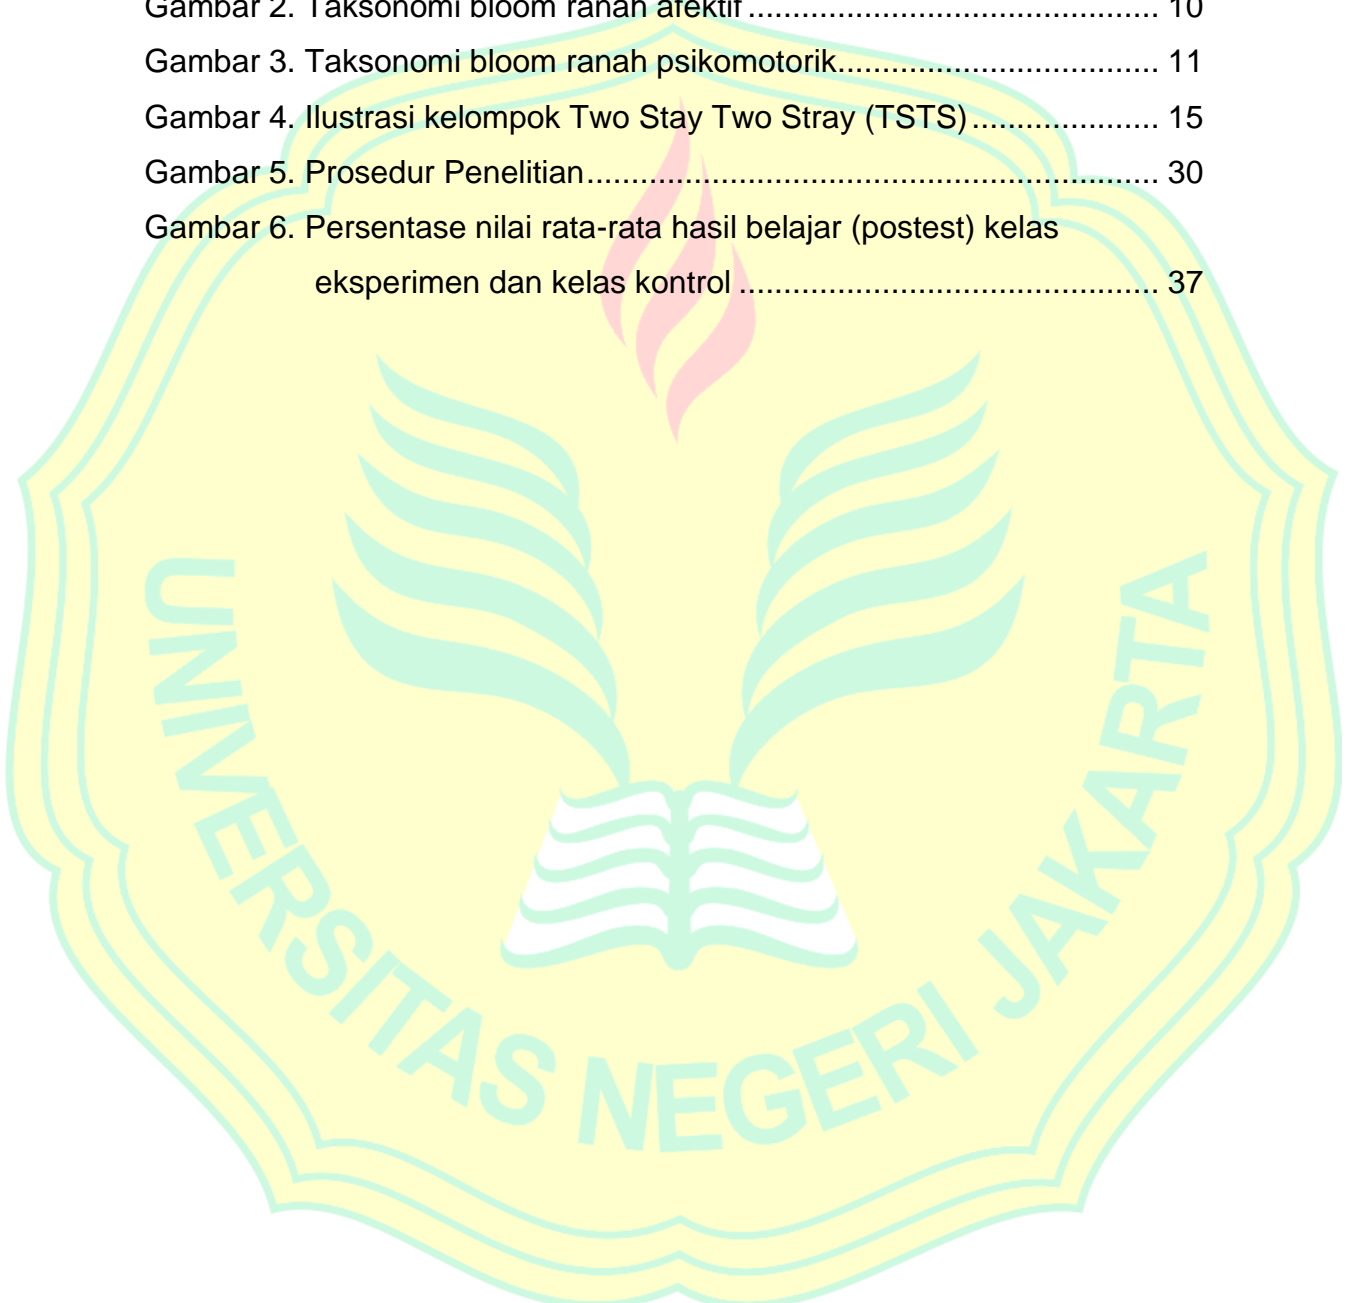 Gambar 2. Taksonomi bloom ranah afektif .............................................. 10
Gambar 3. Taksonomi bloom ranah psikomotorik.................................... 11
Gambar 4. Ilustrasi kelompok Two Stay Two Stray (TSTS) ..................... 15
Gambar 5. Prosedur Penelitian................................................................ 30
Gambar 6. Persentase nilai rata-rata hasil belajar (postest) kelas
eksperimen dan kelas kontrol ............................................... 37
UNIVERSITAS NEGERI JAKARTA